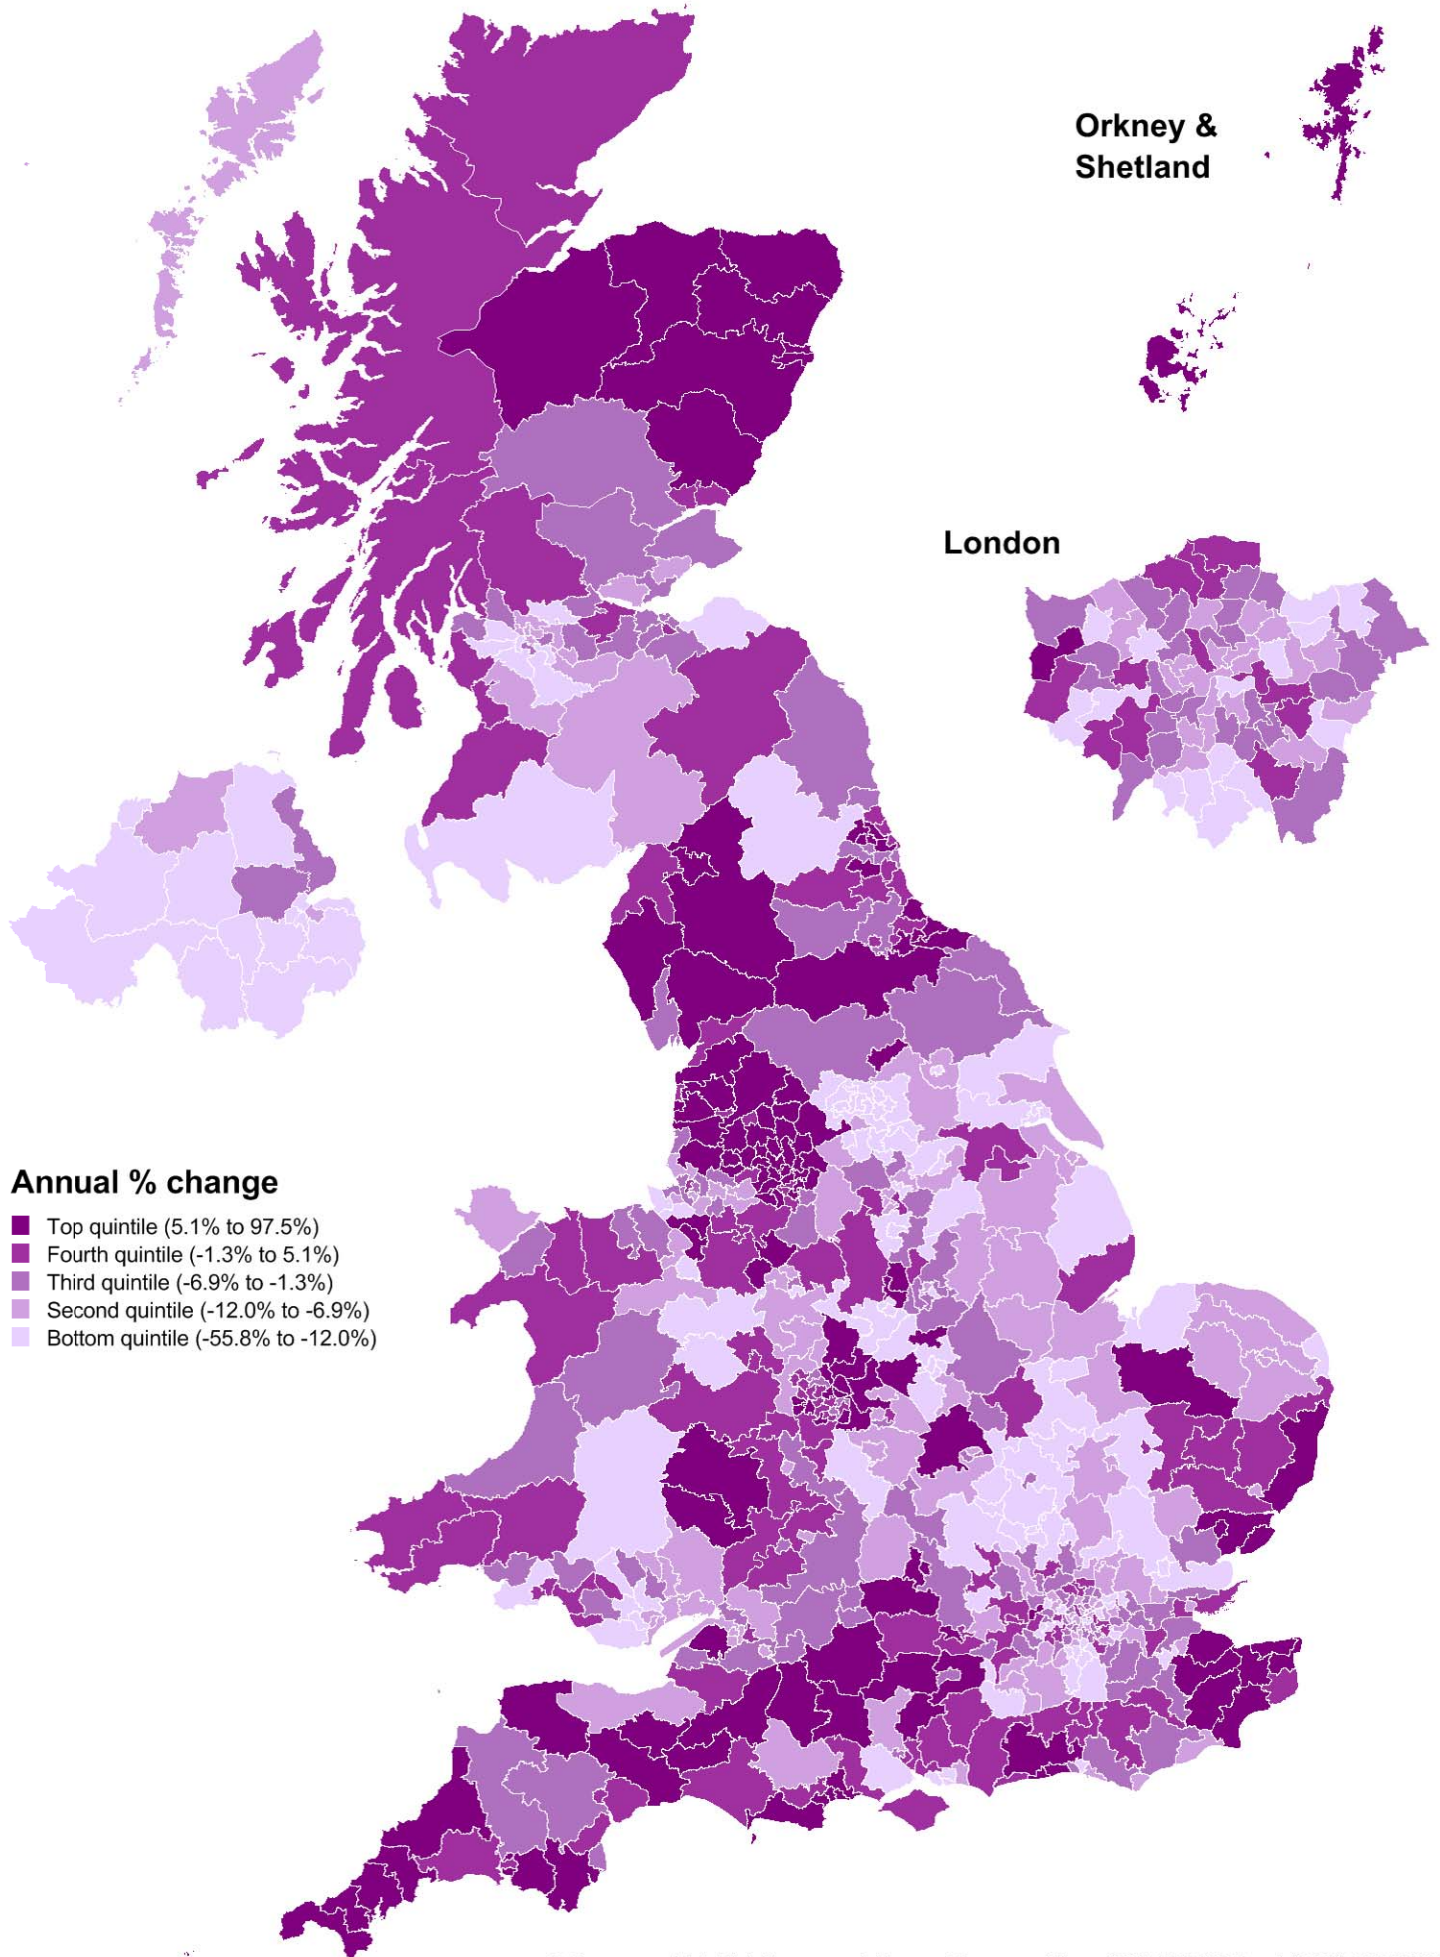 Orkney &
Shetland
London
Annual % change
Top quintile (5.1% to 97.5%)
Fourth quintile (-1.3% to 5.1%)
Third quintile (-6.9% to -1.3%)
Second quintile (-12.0% to -6.9%)
Bottom quintile (-55.8% to -12.0%)